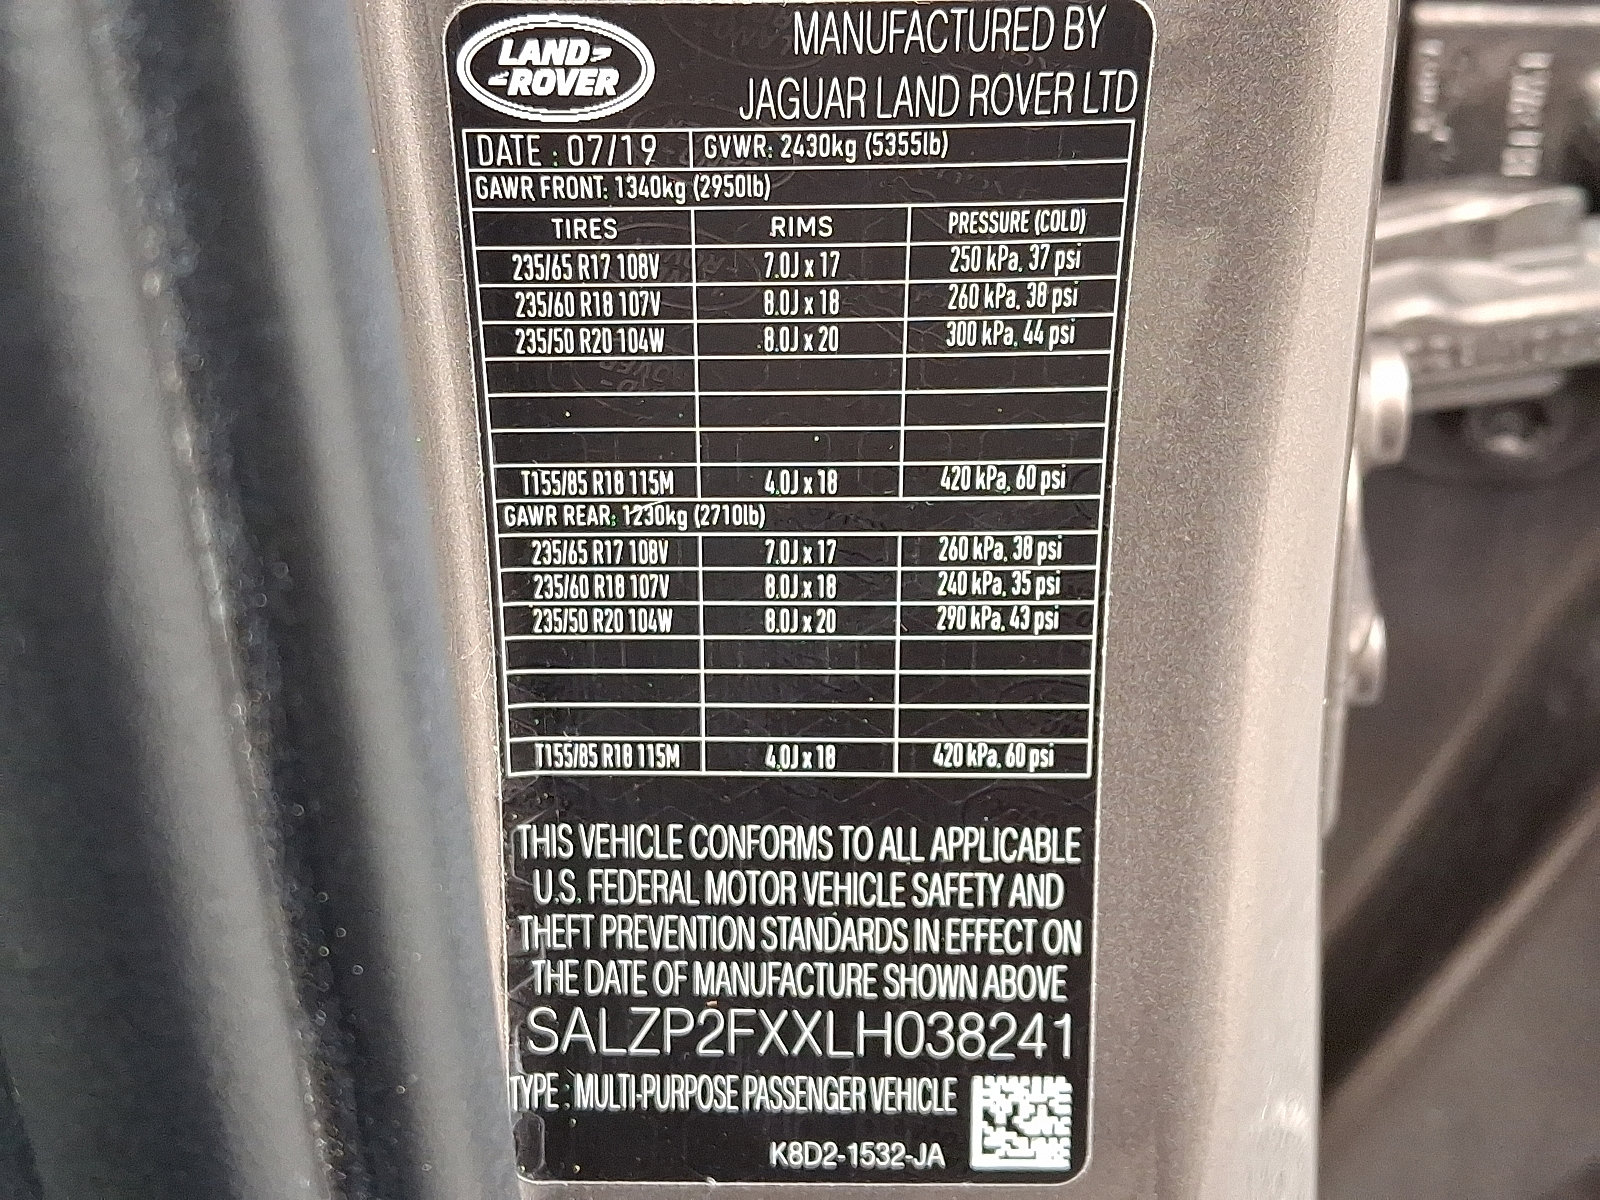 LAND
ROVER
MANUFACTURED BY
JAGUAR LAND ROVER LTD
DATE : 07/19 GVWR: 2430kg (5355lb)
GAWR FRONT: 1340kg (2950lb)
TIRES RIMS PRESSURE (COLD)
235/65 R17 108V 7.0J x 17 250 kPa, 37 psi
235/60 R18 107V 8.0J x 18 260 kPa, 38 psi
235/50 R20 104W 8.0J x 20 300 kPa, 44 psi
T155/85 R18 115M 4.0J x 18 420 kPa, 60 psi
GAWR REAR: 1230kg (2710lb)
235/65 R17 108V 7.0J x 17 260 kPa, 38 psi
235/60 R18 107V 8.0J x 18 240 kPa, 35 psi
235/50 R20 104W 8.0J x 20 290 kPa, 43 psi
T155/85 R18 115M 4.0J x 18 420 kPa, 60 psi
THIS VEHICLE CONFORMS TO ALL APPLICABLE
U.S. FEDERAL MOTOR VEHICLE SAFETY AND
THEFT PREVENTION STANDARDS IN EFFECT ON
THE DATE OF MANUFACTURE SHOWN ABOVE
SALZP2FXXLH038241
TYPE : MULTI-PURPOSE PASSENGER VEHICLE
K8D2-1532-JA